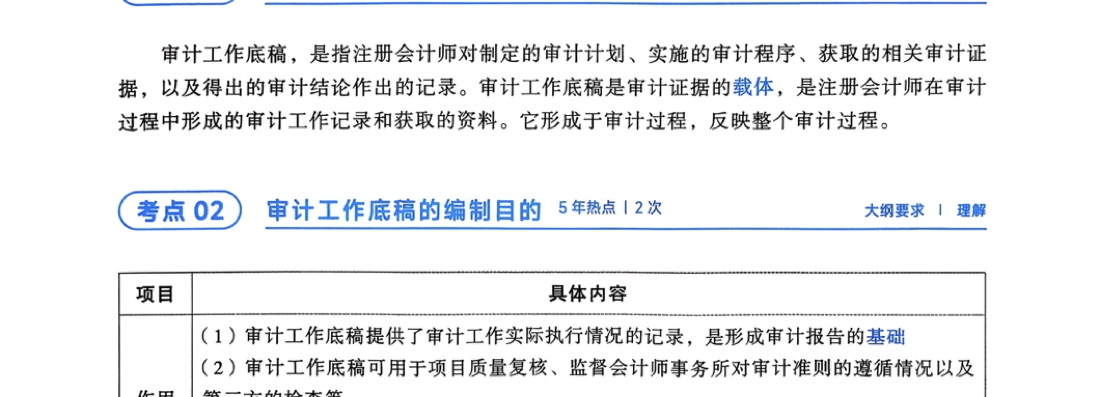 审计工作底稿，是指注册会计师对制定的审计计划、实施的审计程序、获取的相关审计证
据，以及得出的审计结论作出的记录。审计工作底稿是审计证据的载体，是注册会计师在审计
过程中形成的审计工作记录和获取的资料。它形成于审计过程，反映整个审计过程。
考点 02 审计工作底稿的编制目的 5年热点 | 2次 大纲要求 | 理解
项目 具体内容
（1）审计工作底稿提供了审计工作实际执行情况的记录，是形成审计报告的基础
（2）审计工作底稿可用于项目质量复核、监督会计师事务所对审计准则的遵循情况以及
作用 第三方的检查等